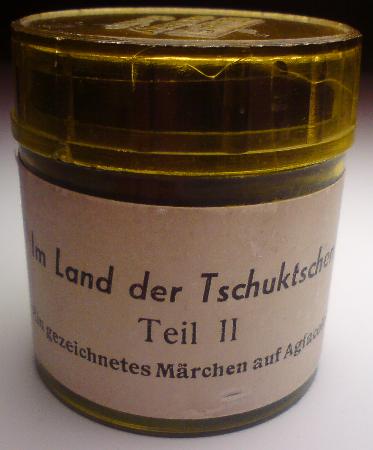 Im Land der Tschuktschen
Teil II
gezeichnetes Märchen auf